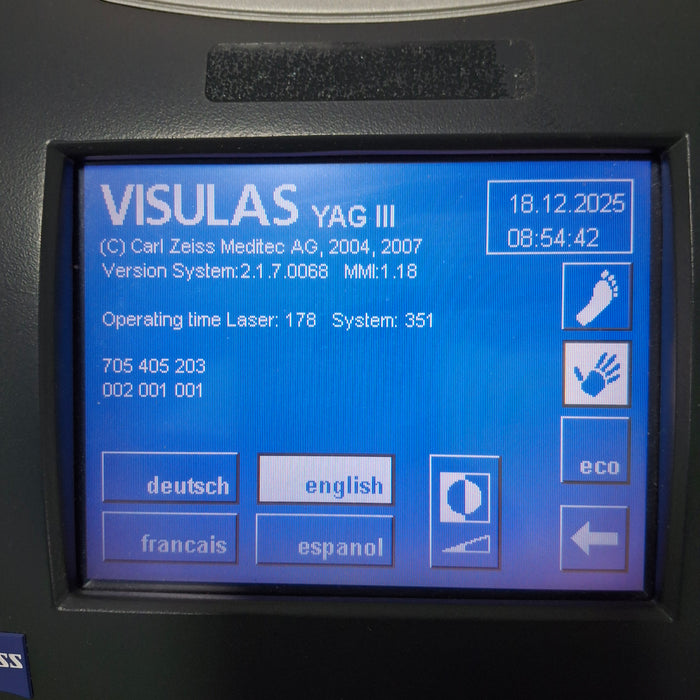 VISULAS YAG III
18.12.2025
08:54:42
(C) Carl Zeiss Meditec AG, 2004, 2007
Version System:2.1.7.0068 MMI:1.18
Operating time Laser: 178 System: 351
705 405 203
002 001 001
deutsch
english
eco
francais
espanol